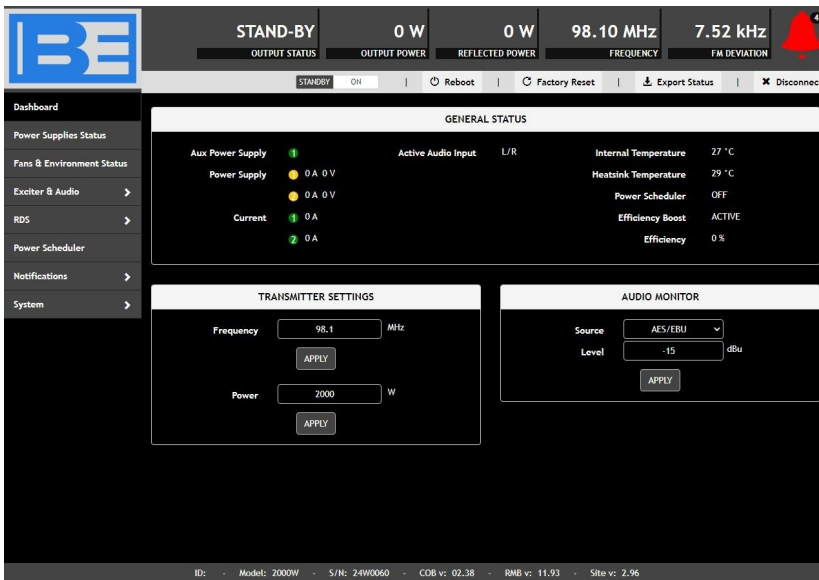 BE
STAND-BY
OUTPUT STATUS
0 W
OUTPUT POWER
0 W
REFLECTED POWER
98.10 MHz
FREQUENCY
7.52 kHz
FM DEVIATION
4
STANDBY ON | Reboot | Factory Reset | Export Status | Disconnec
Dashboard
Power Supplies Status
Fans & Environment Status
Exciter & Audio
RDS
Power Scheduler
Notifications
System
GENERAL STATUS
Aux Power Supply 1
Power Supply 0 A 0 V
0 A 0 V
Current 1 0 A
2 0 A
Active Audio Input L/R
Internal Temperature 27 °C
Heatsink Temperature 29 °C
Power Scheduler OFF
Efficiency Boost ACTIVE
Efficiency 0 %
TRANSMITTER SETTINGS
Frequency 98.1 MHz
APPLY
Power 2000 W
APPLY
AUDIO MONITOR
Source AES/EBU
Level -15 dBu
APPLY
ID: - Model: 2000W - S/N: 24W0060 - COB v: 02.38 - RMB v: 11.93 - Site v: 2.96